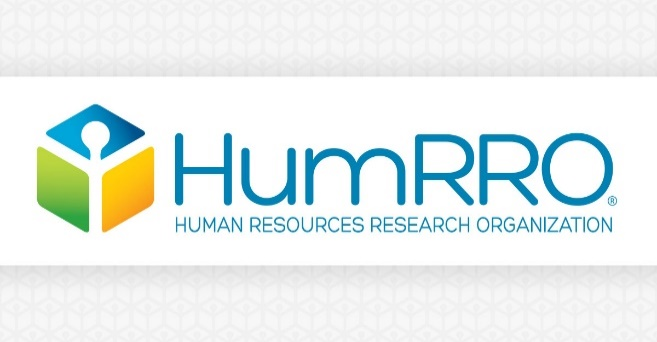 HumRRO®
HUMAN RESOURCES RESEARCH ORGANIZATION